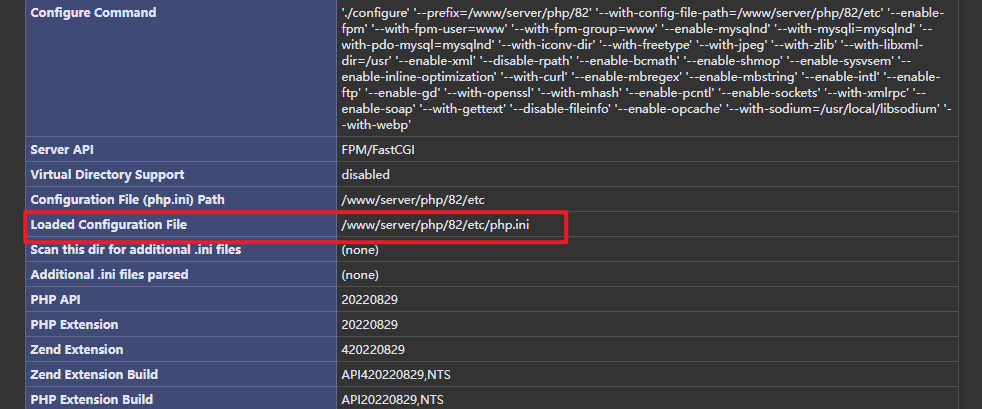 Configure Command
'./configure' '--prefix=/www/server/php/82' '--with-config-file-path=/www/server/php/82/etc' '--enable-
fpm' '--with-fpm-user=www' '--with-fpm-group=www' '--enable-mysqlnd' '--with-mysqli=mysqlnd' '--
with-pdo-mysql=mysqlnd' '--with-iconv-dir' '--with-freetype' '--with-jpeg' '--with-zlib' '--with-libxml-
dir=/usr' '--enable-xml' '--disable-rpath' '--enable-bcmath' '--enable-shmop' '--enable-sysvsem' '--
enable-inline-optimization' '--with-curl' '--enable-mbregex' '--enable-mbstring' '--enable-intl' '--enable-
ftp' '--enable-gd' '--with-openssl' '--with-mhash' '--enable-pcntl' '--enable-sockets' '--with-xmlrpc' '--
enable-soap' '--with-gettext' '--disable-fileinfo' '--enable-opcache' '--with-sodium=/usr/local/libsodium' '-
-with-webp'
Server API FPM/FastCGI
Virtual Directory Support disabled
Configuration File (php.ini) Path /www/server/php/82/etc
Loaded Configuration File /www/server/php/82/etc/php.ini
Scan this dir for additional .ini files (none)
Additional .ini files parsed (none)
PHP API 20220829
PHP Extension 20220829
Zend Extension 420220829
Zend Extension Build API420220829,NTS
PHP Extension Build API20220829,NTS